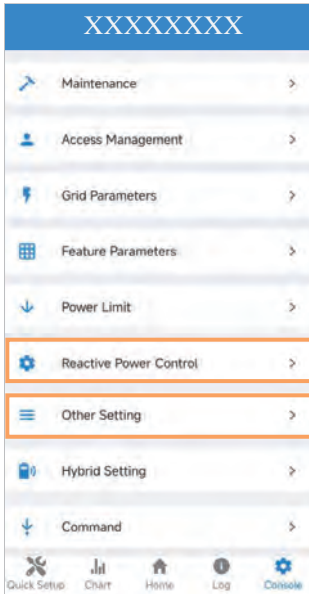 XXXXXXXX
Maintenance
Access Management
Grid Parameters
Feature Parameters
Power Limit
Reactive Power Control
Other Setting
Hybrid Setting
Command
Quick Setup Chart Home Log Console